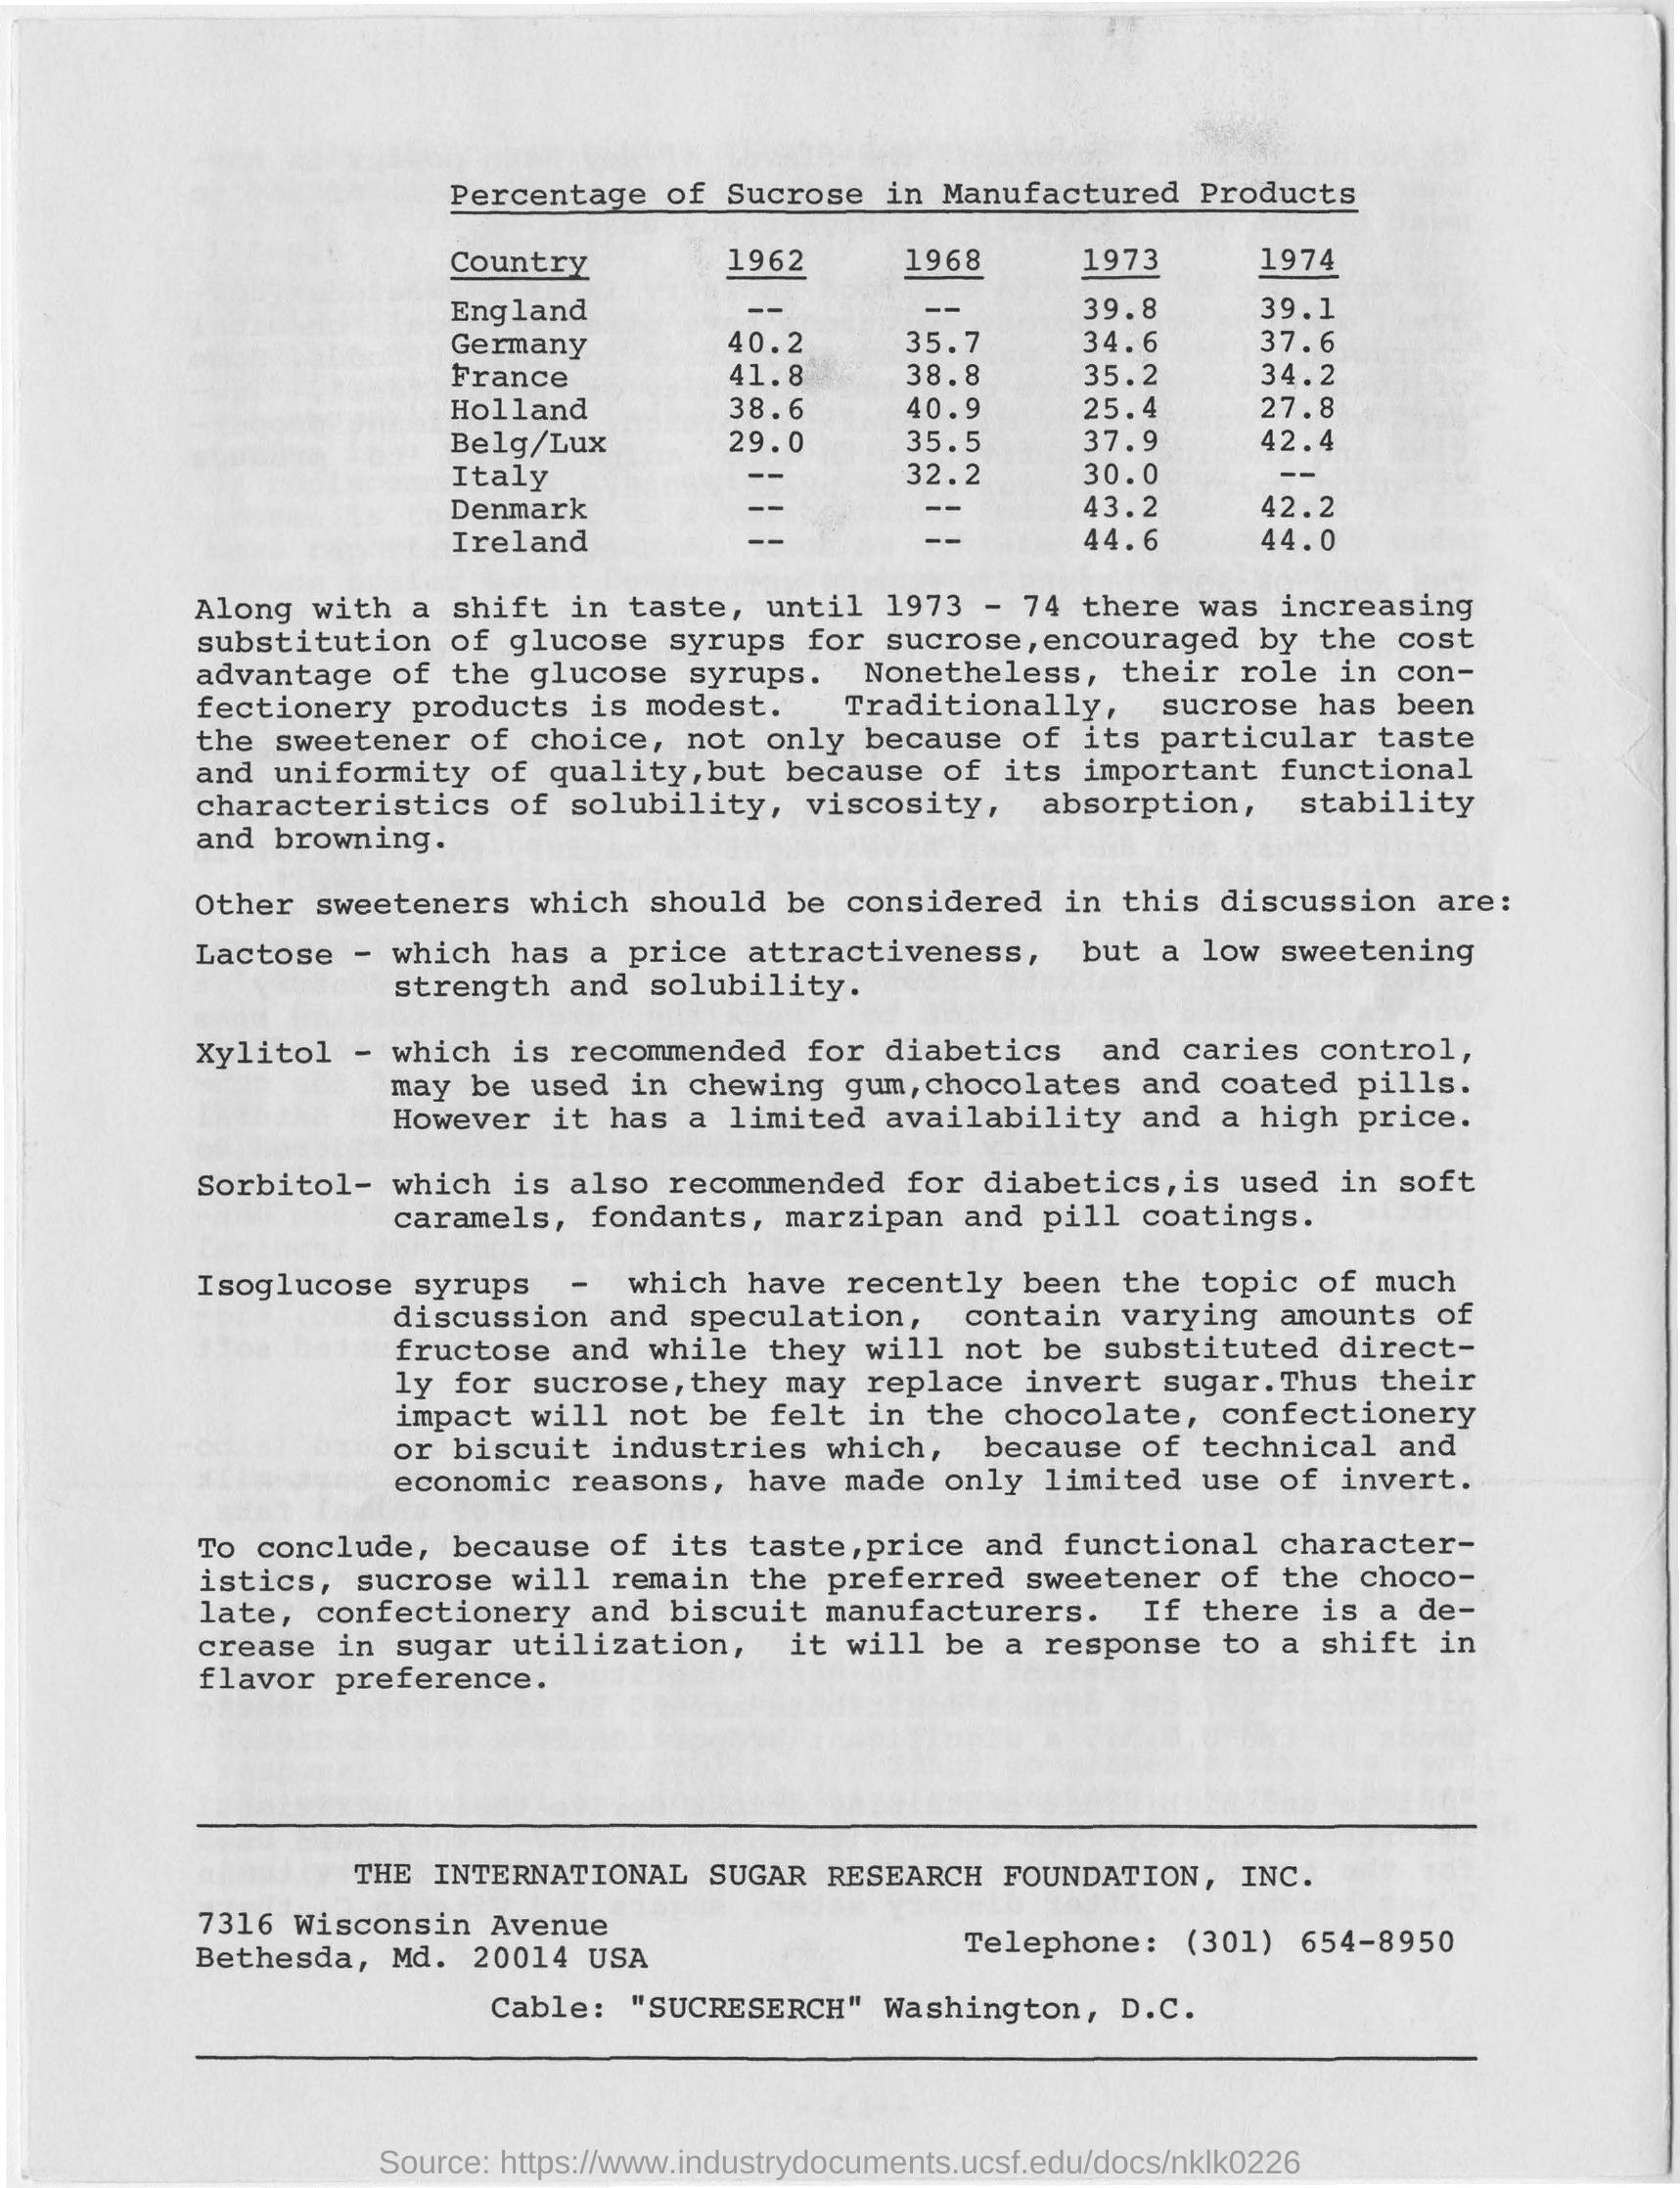 Percentage of Sucrose in Manufactured Products
Country 1962 1968 1973 1974
England -- -- 39.8 39.1
Germany 40.2 35.7 34.6 37.6
France 41.8 38.8 35.2 34.2
Holland 38.6 40.9 25.4 27.8
Belg/Lux 29.0 35.5 37.9 42.4
Italy -- 32.2 30.0 --
Denmark -- -- 43.2 42.2
Ireland -- -- 44.6 44.0
Along with a shift in taste, until 1973 - 74 there was increasing
substitution of glucose syrups for sucrose,encouraged by the cost
advantage of the glucose syrups. Nonetheless, their role in con-
fectionery products is modest. Traditionally, sucrose has been
the sweetener of choice, not only because of its particular taste
and uniformity of quality,but because of its important functional
characteristics of solubility, viscosity, absorption, stability
and browning.
Other sweeteners which should be considered in this discussion are:
Lactose - which has a price attractiveness, but a low sweetening
strength and solubility.
Xylitol - which is recommended for diabetics and caries control,
may be used in chewing gum,chocolates and coated pills.
However it has a limited availability and a high price.
Sorbitol- which is also recommended for diabetics,is used in soft
caramels, fondants, marzipan and pill coatings.
Isoglucose syrups - which have recently been the topic of much
discussion and speculation, contain varying amounts of
fructose and while they will not be substituted direct-
ly for sucrose,they may replace invert sugar.Thus their
impact will not be felt in the chocolate, confectionery
or biscuit industries which, because of technical and
economic reasons, have made only limited use of invert.
To conclude, because of its taste,price and functional character-
istics, sucrose will remain the preferred sweetener of the choco-
late, confectionery and biscuit manufacturers. If there is a de-
crease in sugar utilization, it will be a response to a shift in
flavor preference.
THE INTERNATIONAL SUGAR RESEARCH FOUNDATION, INC.
7316 Wisconsin Avenue
Bethesda, Md. 20014 USA
Telephone: (301) 654-8950
Cable: "SUCRESERCH" Washington, D.C.
Source: https://www.industrydocuments.ucsf.edu/docs/nklk0226